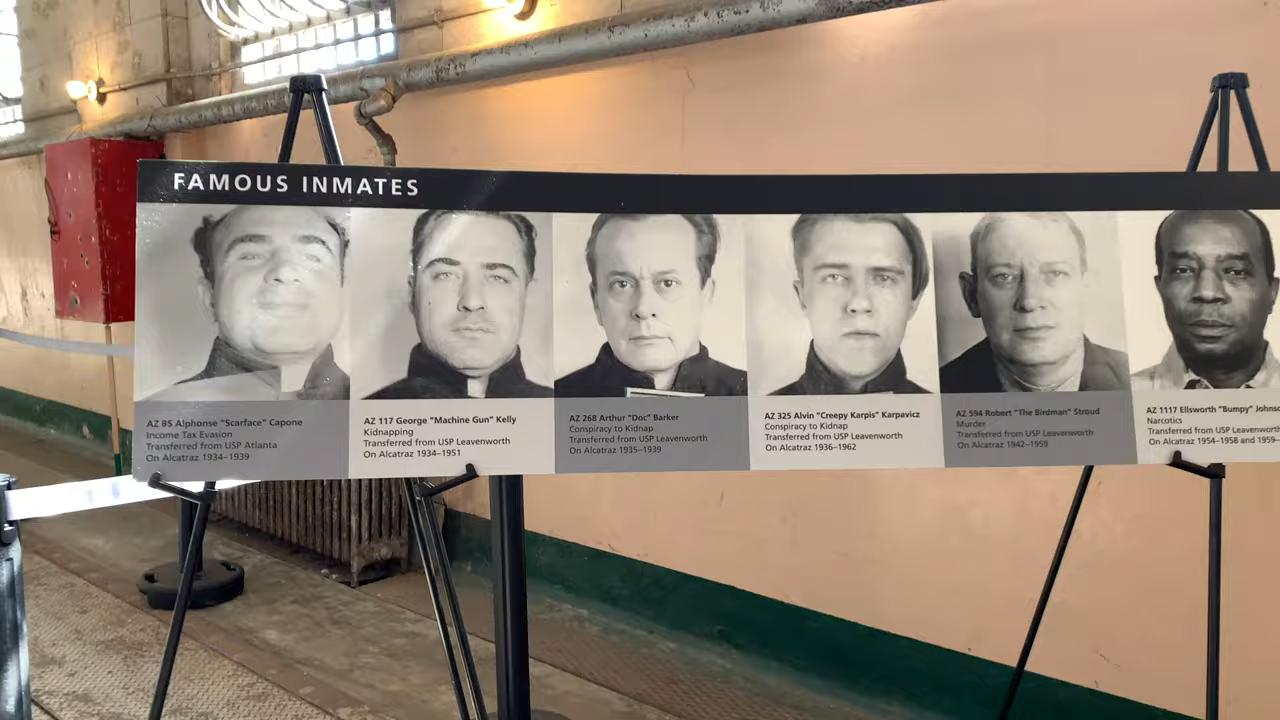 FAMOUS INMATES
AZ 85 Alphonse "Scarface" Capone
Income Tax Evasion
Transferred from USP Atlanta
On Alcatraz 1934–1939
AZ 117 George "Machine Gun" Kelly
Kidnapping
Transferred from USP Leavenworth
On Alcatraz 1934–1951
AZ 268 Arthur "Doc" Barker
Conspiracy to Kidnap
Transferred from USP Leavenworth
On Alcatraz 1935–1939
AZ 325 Alvin "Creepy Karpis" Karpavicz
Conspiracy to Kidnap
Transferred from USP Leavenworth
On Alcatraz 1936–1962
AZ 594 Robert "The Birdman" Stroud
Murder
Transferred from USP Leavenworth
On Alcatraz 1942–1959
AZ 1117 Ellsworth "Bumpy" Johns
Narcotics
Transferred from USP Leavenwort
On Alcatraz 1954–1958 and 1959–